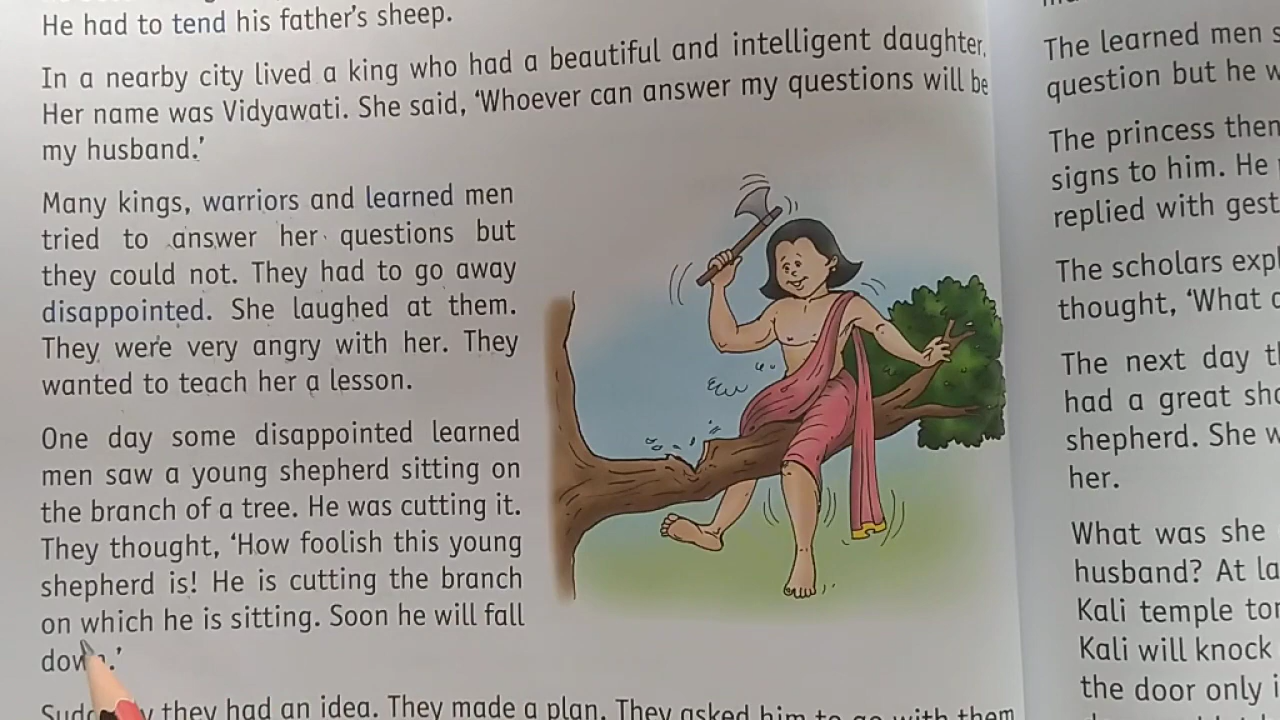 He had to tend his father's sheep.
In a nearby city lived a king who had a beautiful and intelligent daughter.
Her name was Vidyawati. She said, 'Whoever can answer my questions will be
my husband.'
Many kings, warriors and learned men
tried to answer her questions but
they could not. They had to go away
disappointed. She laughed at them.
They were very angry with her. They
wanted to teach her a lesson.
One day some disappointed learned
men saw a young shepherd sitting on
the branch of a tree. He was cutting it.
They thought, 'How foolish this young
shepherd is! He is cutting the branch
on which he is sitting. Soon he will fall
down.'
they had an idea. They made a plan. They asked him to go with them
The learned men
question but he
The princess then
signs to him. He
replied with
The scholars
thought, 'What
The next day
had a great
shepherd. She
her.
What was she
husband? At
Kali temple
Kali will knock
the door only